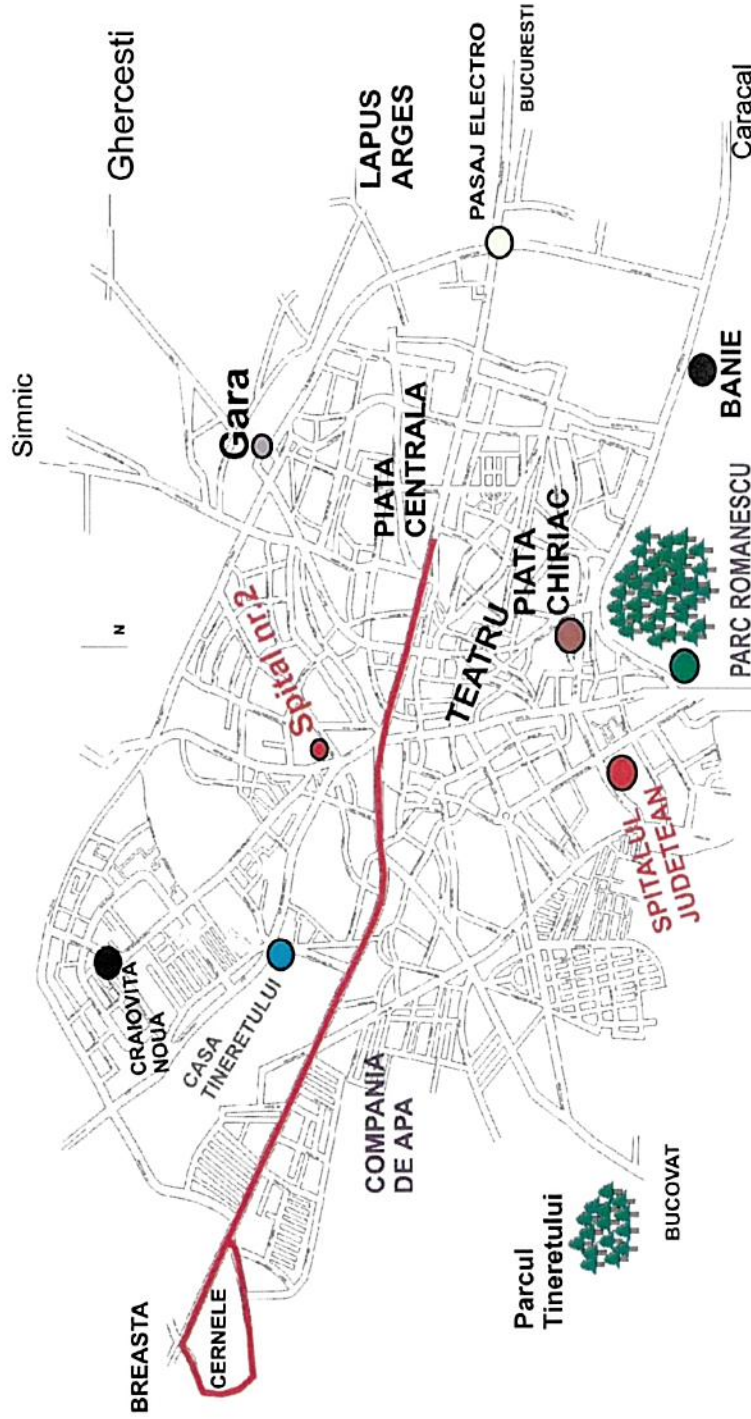 Simnic
Ghercesti
N
Gara
LAPUS
ARGES
Spital nr.2
PIATA
CENTRALA
PASAJ ELECTRO
BUCURESTI
CRAIOVITA
NOUA
CASA
TINERETULUI
TEATRU
PIATA
CHIRIAC
BREASTA
CERNELE
COMPANIA
DE APA
SPITALUL
JUDETEAN
BANIE
Caracal
PARC ROMANESCU
Parcul
Tineretului
BUCOVAT